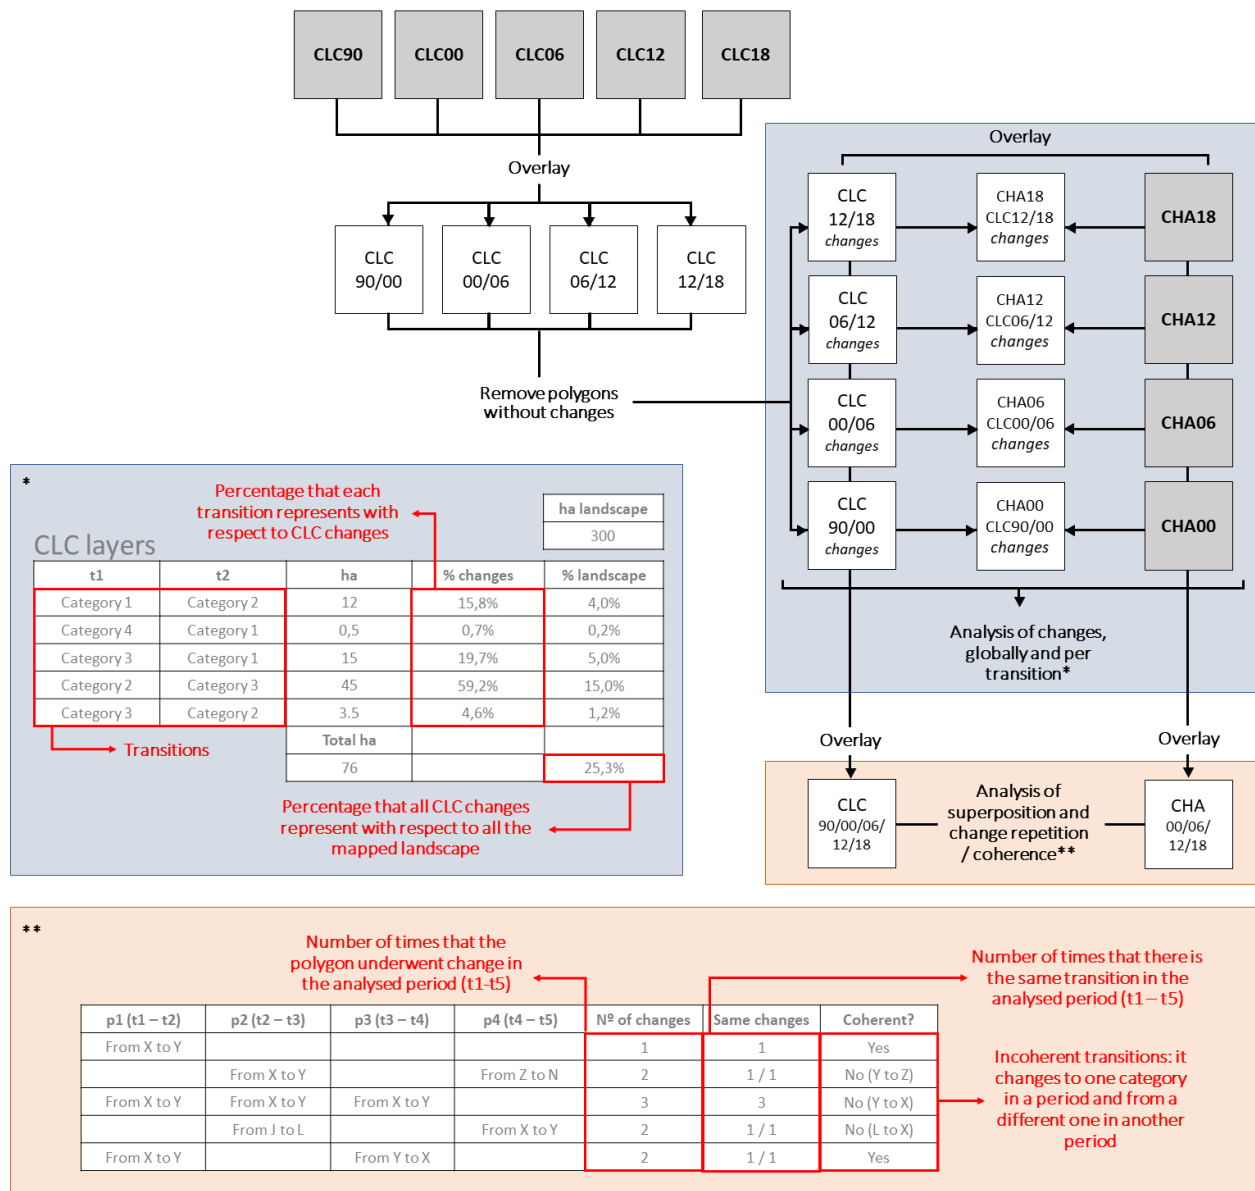 CLC90 CLC00 CLC06 CLC12 CLC18
Overlay
CLC
90/00
CLC
00/06
CLC
06/12
CLC
12/18
Remove polygons
without changes
Overlay
CLC
12/18
changes
CHA18
CLC12/18
changes
CHA18
CLC
06/12
changes
CHA12
CLC06/12
changes
CHA12
CLC
00/06
changes
CHA06
CLC00/06
changes
CHA06
CLC
90/00
changes
CHA00
CLC90/00
changes
CHA00
Analysis of changes,
globally and per
transition*
Overlay
Overlay
CLC
90/00/06/
12/18
Analysis of
superposition and
change repetition
/ coherence**
CHA
00/06/
12/18
*
Percentage that each
transition represents with
respect to CLC changes
ha landscape
300
CLC layers
t1 t2 ha % changes % landscape
Category 1 Category 2 12 15,8% 4,0%
Category 4 Category 1 0,5 0,7% 0,2%
Category 3 Category 1 15 19,7% 5,0%
Category 2 Category 3 45 59,2% 15,0%
Category 3 Category 2 3.5 4,6% 1,2%
Total ha
76 25,3%
Transitions
Percentage that all CLC changes
represent with respect to all the
mapped landscape
**
Number of times that the
polygon underwent change in
the analysed period (t1-t5)
Number of times that there is
the same transition in the
analysed period (t1 – t5)
p1 (t1 – t2) p2 (t2 – t3) p3 (t3 – t4) p4 (t4 – t5) Nº of changes Same changes Coherent?
From X to Y 1 1 Yes
From X to Y From Z to N 2 1 / 1 No (Y to Z)
From X to Y From X to Y From X to Y 3 3 No (Y to X)
From J to L From X to Y 2 1 / 1 No (L to X)
From X to Y From Y to X 2 1 / 1 Yes
Incoherent transitions: it
changes to one category
in a period and from a
different one in another
period